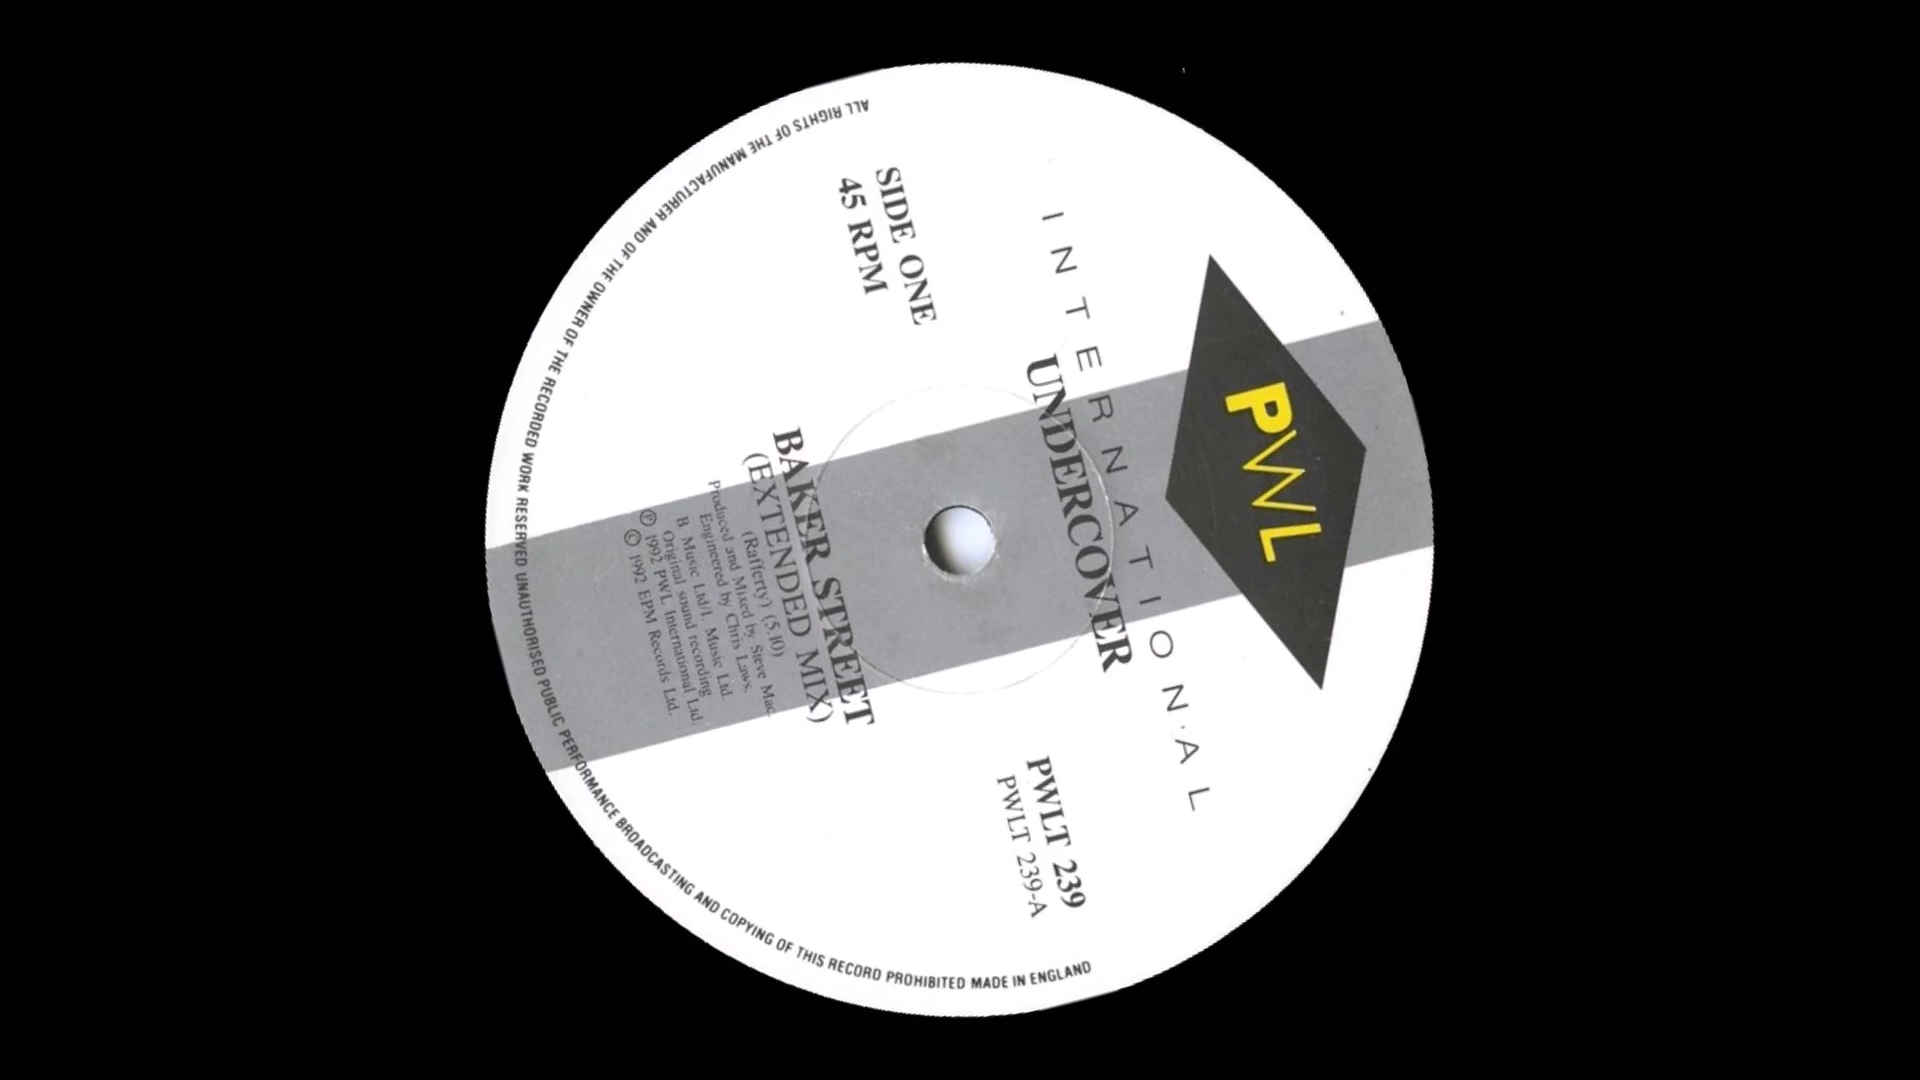 PWL
INTERNATIONAL
UNDERCOVER
SIDE ONE
45 RPM
PWLT 239
PWLT 239-A
BAKER STREET
(EXTENDED MIX)
(Rafferty) (5.10)
Produced and Mixed by Steve Mac.
Engineered by Chris Laws.
B. Music Ltd/I. Music Ltd.
Original sound recording
℗ 1992 PWL International Ltd.
© 1992 EPM Records Ltd.
ALL RIGHTS OF THE MANUFACTURER AND OF THE OWNER OF THE RECORDED WORK RESERVED UNAUTHORISED PUBLIC PERFORMANCE BROADCASTING AND COPYING OF THIS RECORD PROHIBITED MADE IN ENGLAND